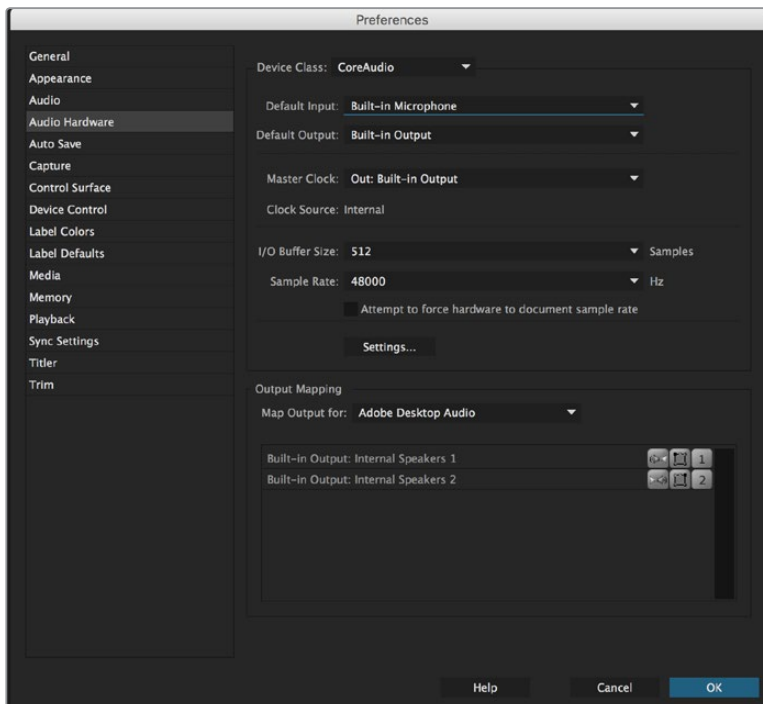 Preferences
General
Appearance
Audio
Audio Hardware
Auto Save
Capture
Control Surface
Device Control
Label Colors
Label Defaults
Media
Memory
Playback
Sync Settings
Titler
Trim
Device Class: CoreAudio
Default Input: Built-in Microphone
Default Output: Built-in Output
Master Clock: Out: Built-in Output
Clock Source: Internal
I/O Buffer Size: 512 Samples
Sample Rate: 48000 Hz
Attempt to force hardware to document sample rate
Settings...
Output Mapping
Map Output for: Adobe Desktop Audio
Built-in Output: Internal Speakers 1 1
Built-in Output: Internal Speakers 2 2
Help Cancel OK